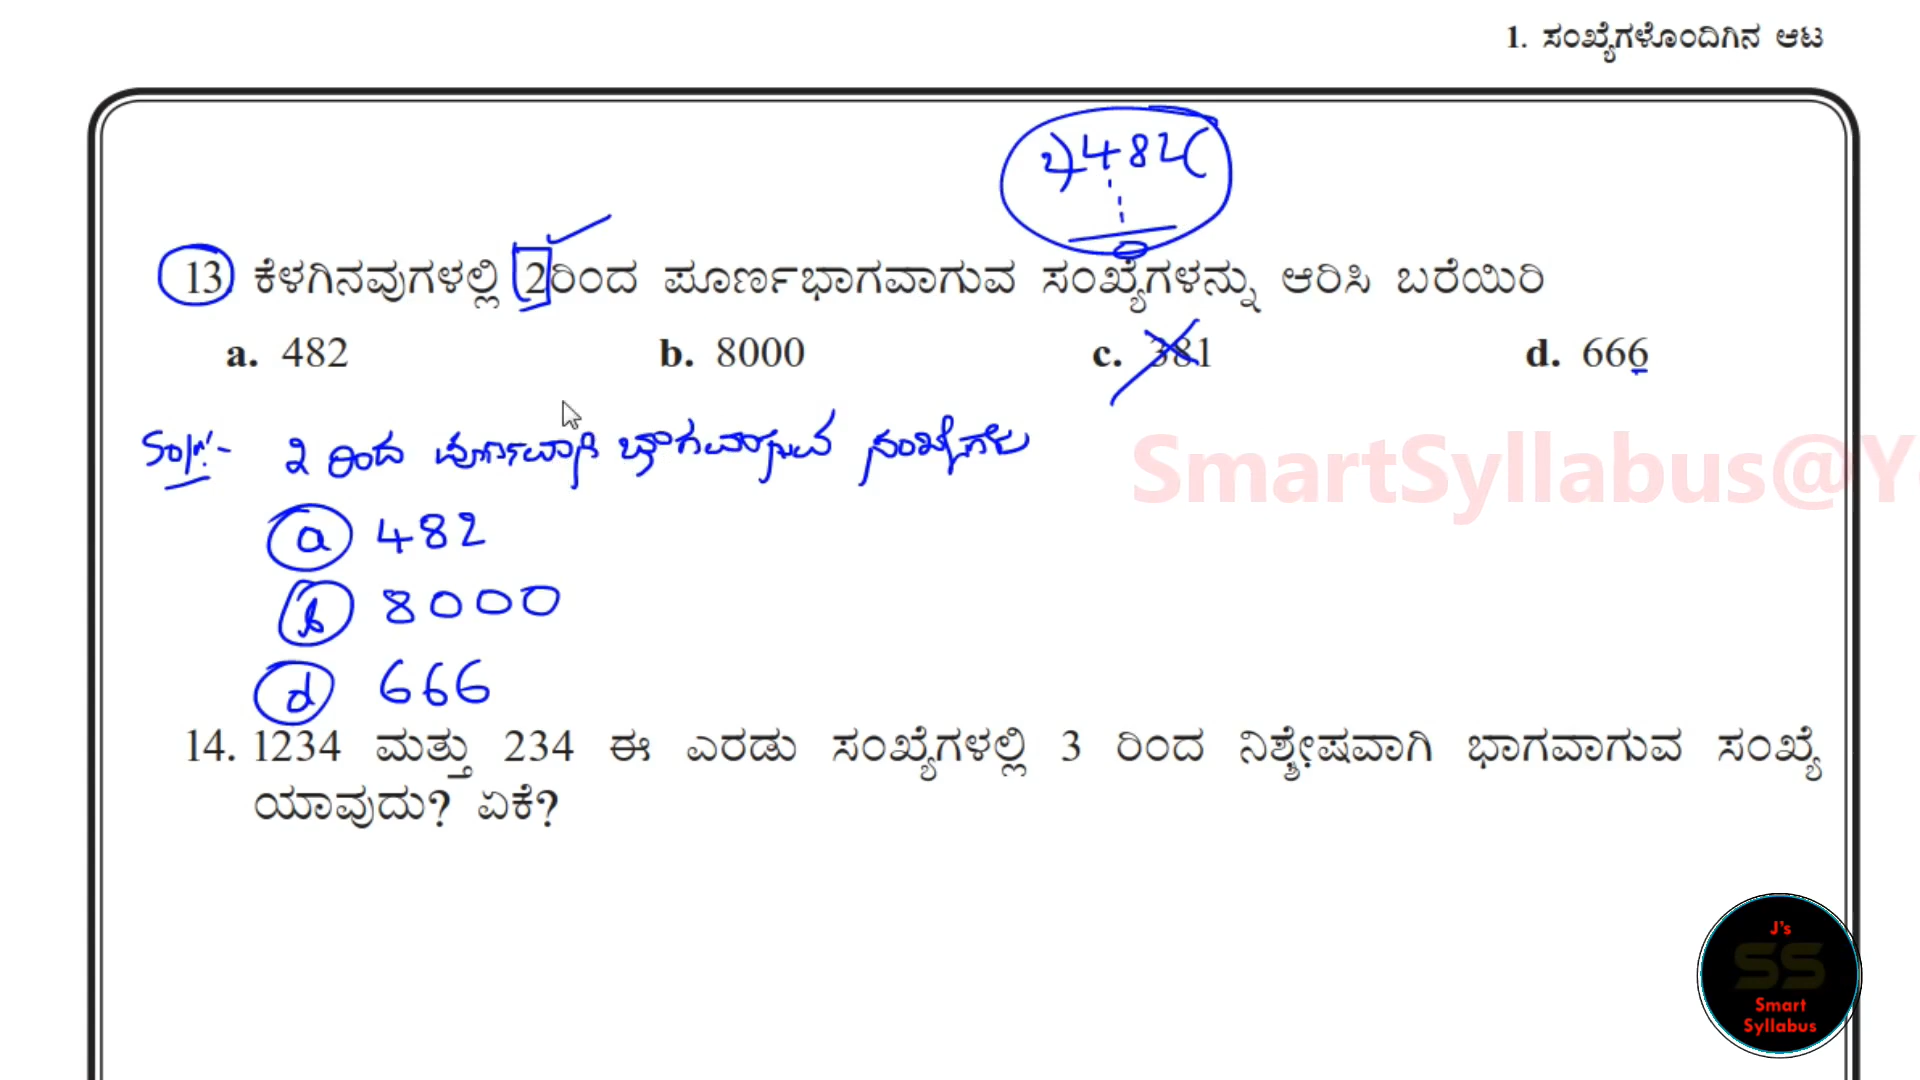 1. ಸಂಖ್ಯೆಗಳೊಂದಿಗಿನ ಆಟ
2)482(
0
13 ಕೆಳಗಿನವುಗಳಲ್ಲಿ 2ರಿಂದ ಪೂರ್ಣಭಾಗವಾಗುವ ಸಂಖ್ಯೆಗಳನ್ನು ಆರಿಸಿ ಬರೆಯಿರಿ
a. 482 b. 8000 c. 381 d. 666
Soln:- 2 ರಿಂದ ಪೂರ್ಣವಾಗಿ ಭಾಗವಾಗುವ ಸಂಖ್ಯೆಗಳು
SmartSyllabus@Y
a 482
b 8000
d 666
14. 1234 ಮತ್ತು 234 ಈ ಎರಡು ಸಂಖ್ಯೆಗಳಲ್ಲಿ 3 ರಿಂದ ನಿಶ್ಶೇಷವಾಗಿ ಭಾಗವಾಗುವ ಸಂಖ್ಯೆ
ಯಾವುದು? ಏಕೆ?
J's
SS
Smart
Syllabus